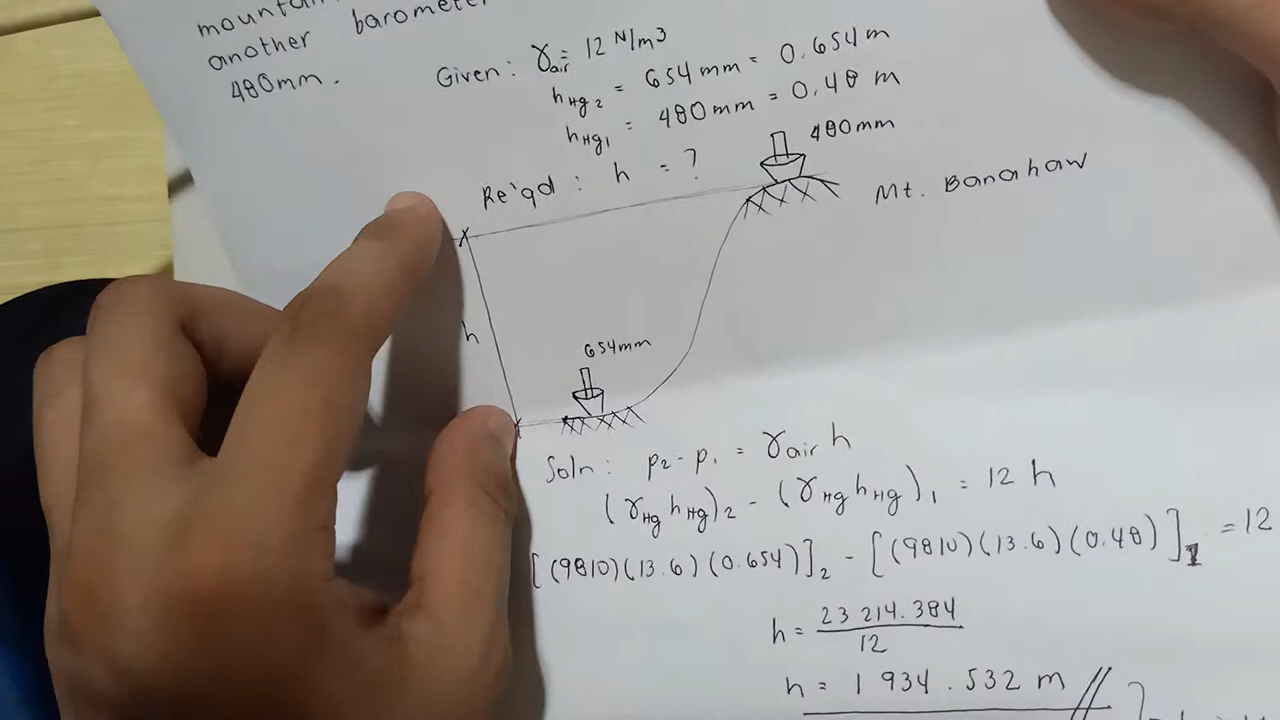 another barometer
480mm.
Given: γair = 12 N/m³
hHg2 = 654 mm = 0.654 m
hHg1 = 480 mm = 0.48 m
Re'qd: h = ?
480mm
Mt. Banahaw
h
654mm
Soln: p2 - p1 = γair h
(γHg hHg)2 - (γHg hHg)1 = 12 h
[(9810)(13.6)(0.654)]2 - [(9810)(13.6)(0.48)]1 = 12
h = 23 214.384 / 12
h = 1 934.532 m //